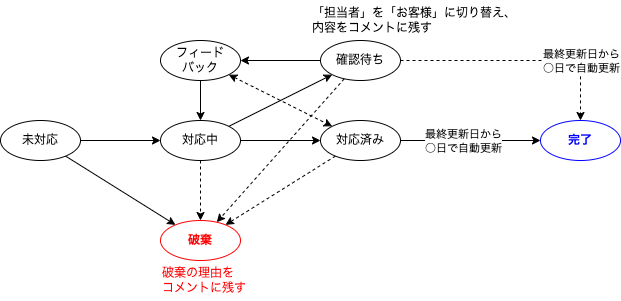 「担当者」を「お客様」に切り替え、
内容をコメントに残す
フィード
バック
確認待ち
最終更新日から
〇日で自動更新
未対応
対応中
対応済み
最終更新日から
〇日で自動更新
完了
破棄
破棄の理由を
コメントに残す